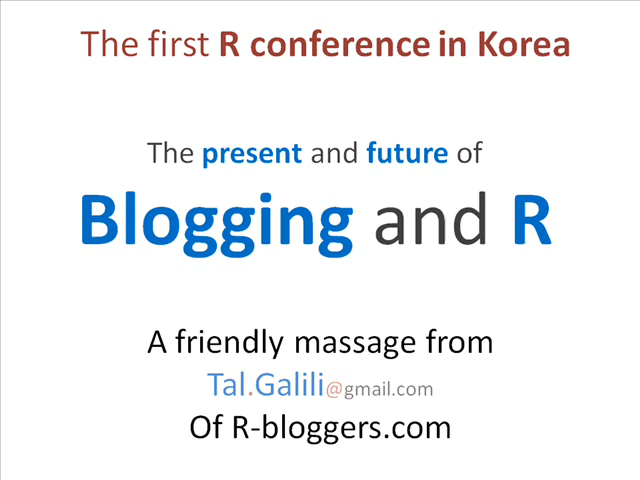 The first R conference in Korea
The present and future of
Blogging and R
A friendly massage from
Tal.Galili@gmail.com
Of R-bloggers.com